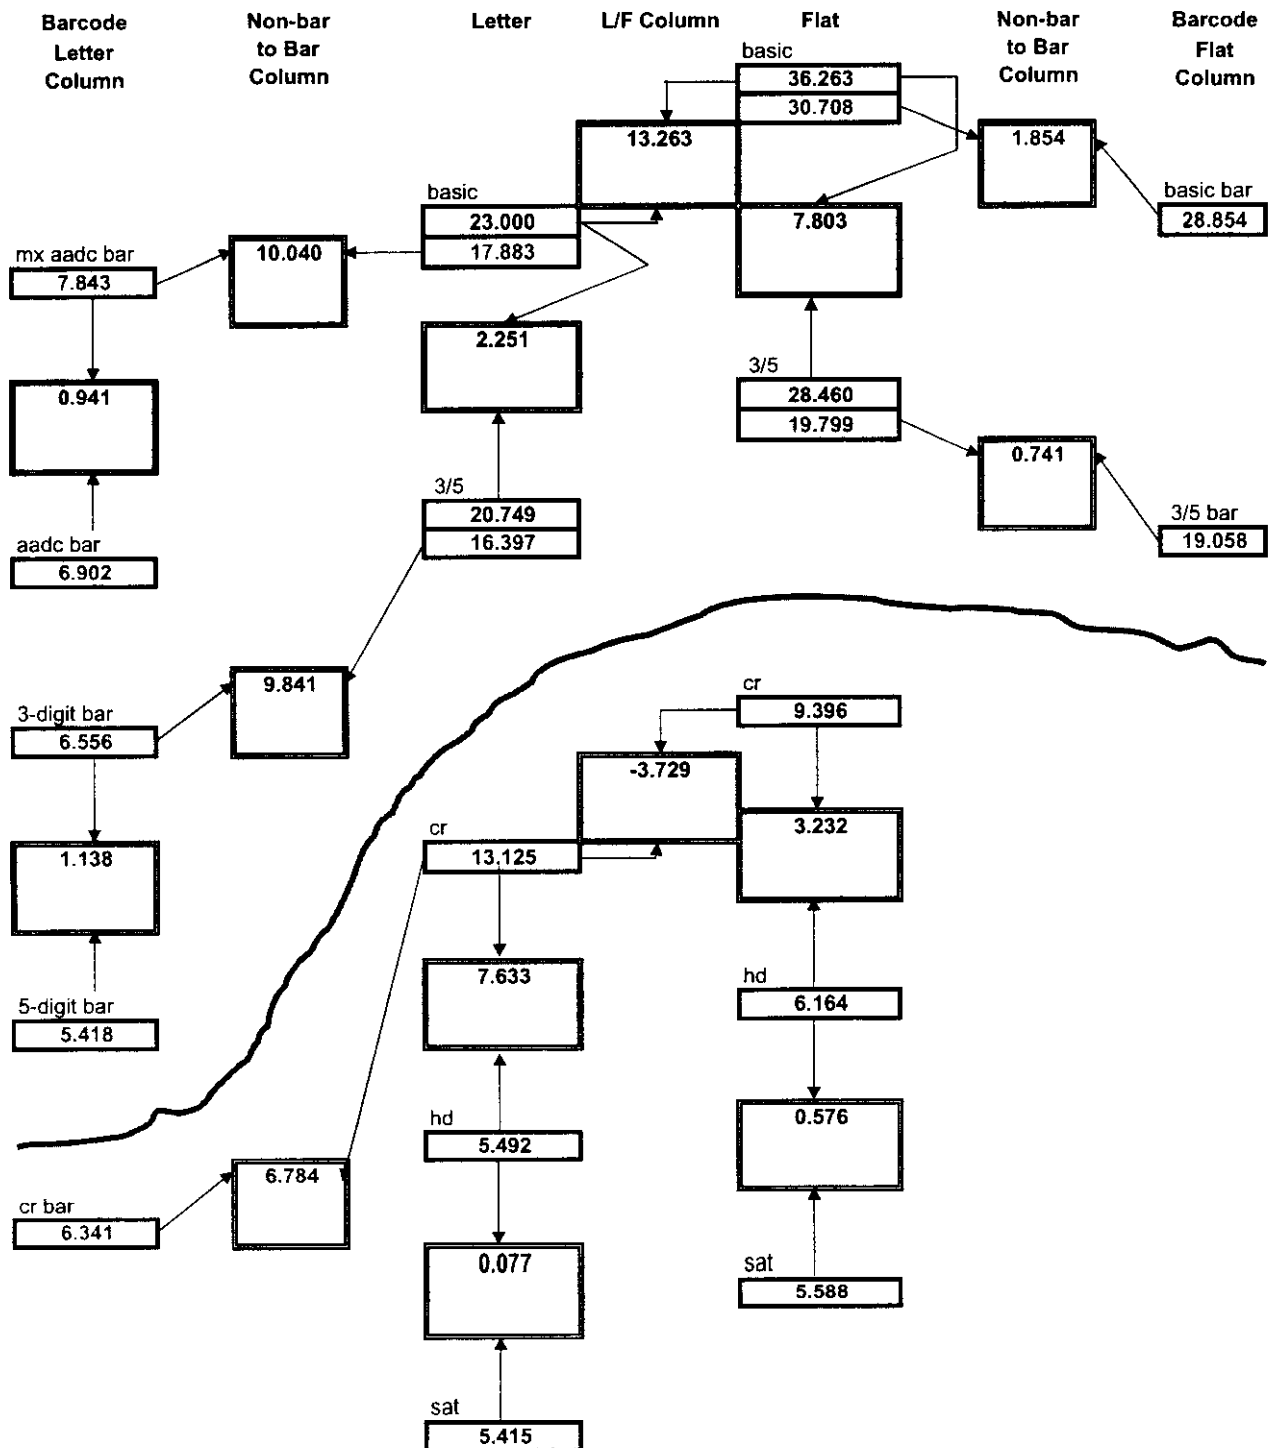 Barcode Letter Column
Non-bar to Bar Column
Letter
L/F Column
Flat
Non-bar to Bar Column
Barcode Flat Column
basic
36.263
30.708
13.263
1.854
basic
23.000
17.883
7.803
basic bar
28.854
mx aadc bar
7.843
10.040
2.251
3/5
28.460
19.799
0.941
0.741
3/5
20.749
16.397
3/5 bar
19.058
aadc bar
6.902
9.841
cr
9.396
3-digit bar
6.556
-3.729
3.232
cr
13.125
1.138
7.633
hd
6.164
5-digit bar
5.418
0.576
hd
5.492
6.784
cr bar
6.341
0.077
sat
5.588
sat
5.415